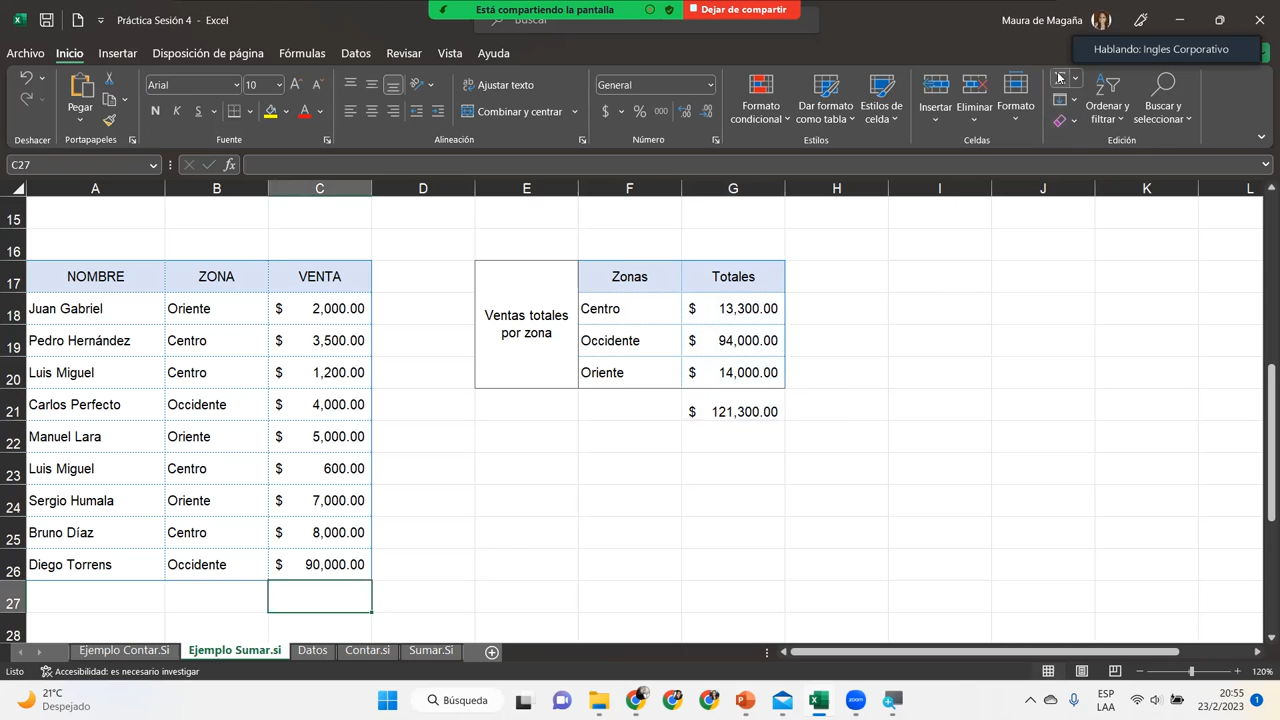 Práctica Sesión 4 - Excel
Está compartiendo la pantalla
Dejar de compartir
Buscar
Maura de Magaña
Hablando: Ingles Corporativo
Archivo Inicio Insertar Disposición de página Fórmulas Datos Revisar Vista Ayuda
Arial 10
Ajustar texto
General
Pegar
N K S
Combinar y centrar
$ % 000
Formato condicional
Dar formato como tabla
Estilos de celda
Insertar
Eliminar
Formato
Ordenar y filtrar
Buscar y seleccionar
Deshacer Portapapeles Fuente Alineación Número Estilos Celdas Edición
C27
A B C D E F G H I J K L
15
16
17 NOMBRE ZONA VENTA Zonas Totales
18 Juan Gabriel Oriente $ 2,000.00 Centro $ 13,300.00
Ventas totales por zona
19 Pedro Hernández Centro $ 3,500.00 Occidente $ 94,000.00
20 Luis Miguel Centro $ 1,200.00 Oriente $ 14,000.00
21 Carlos Perfecto Occidente $ 4,000.00 $ 121,300.00
22 Manuel Lara Oriente $ 5,000.00
23 Luis Miguel Centro $ 600.00
24 Sergio Humala Oriente $ 7,000.00
25 Bruno Díaz Centro $ 8,000.00
26 Diego Torrens Occidente $ 90,000.00
27
28
Ejemplo Contar.Si Ejemplo Sumar.si Datos Contar.si Sumar.Si
Listo Accesibilidad: es necesario investigar 120%
21°C
Despejado
Búsqueda
zoom
ESP
LAA
20:55
23/2/2023
1